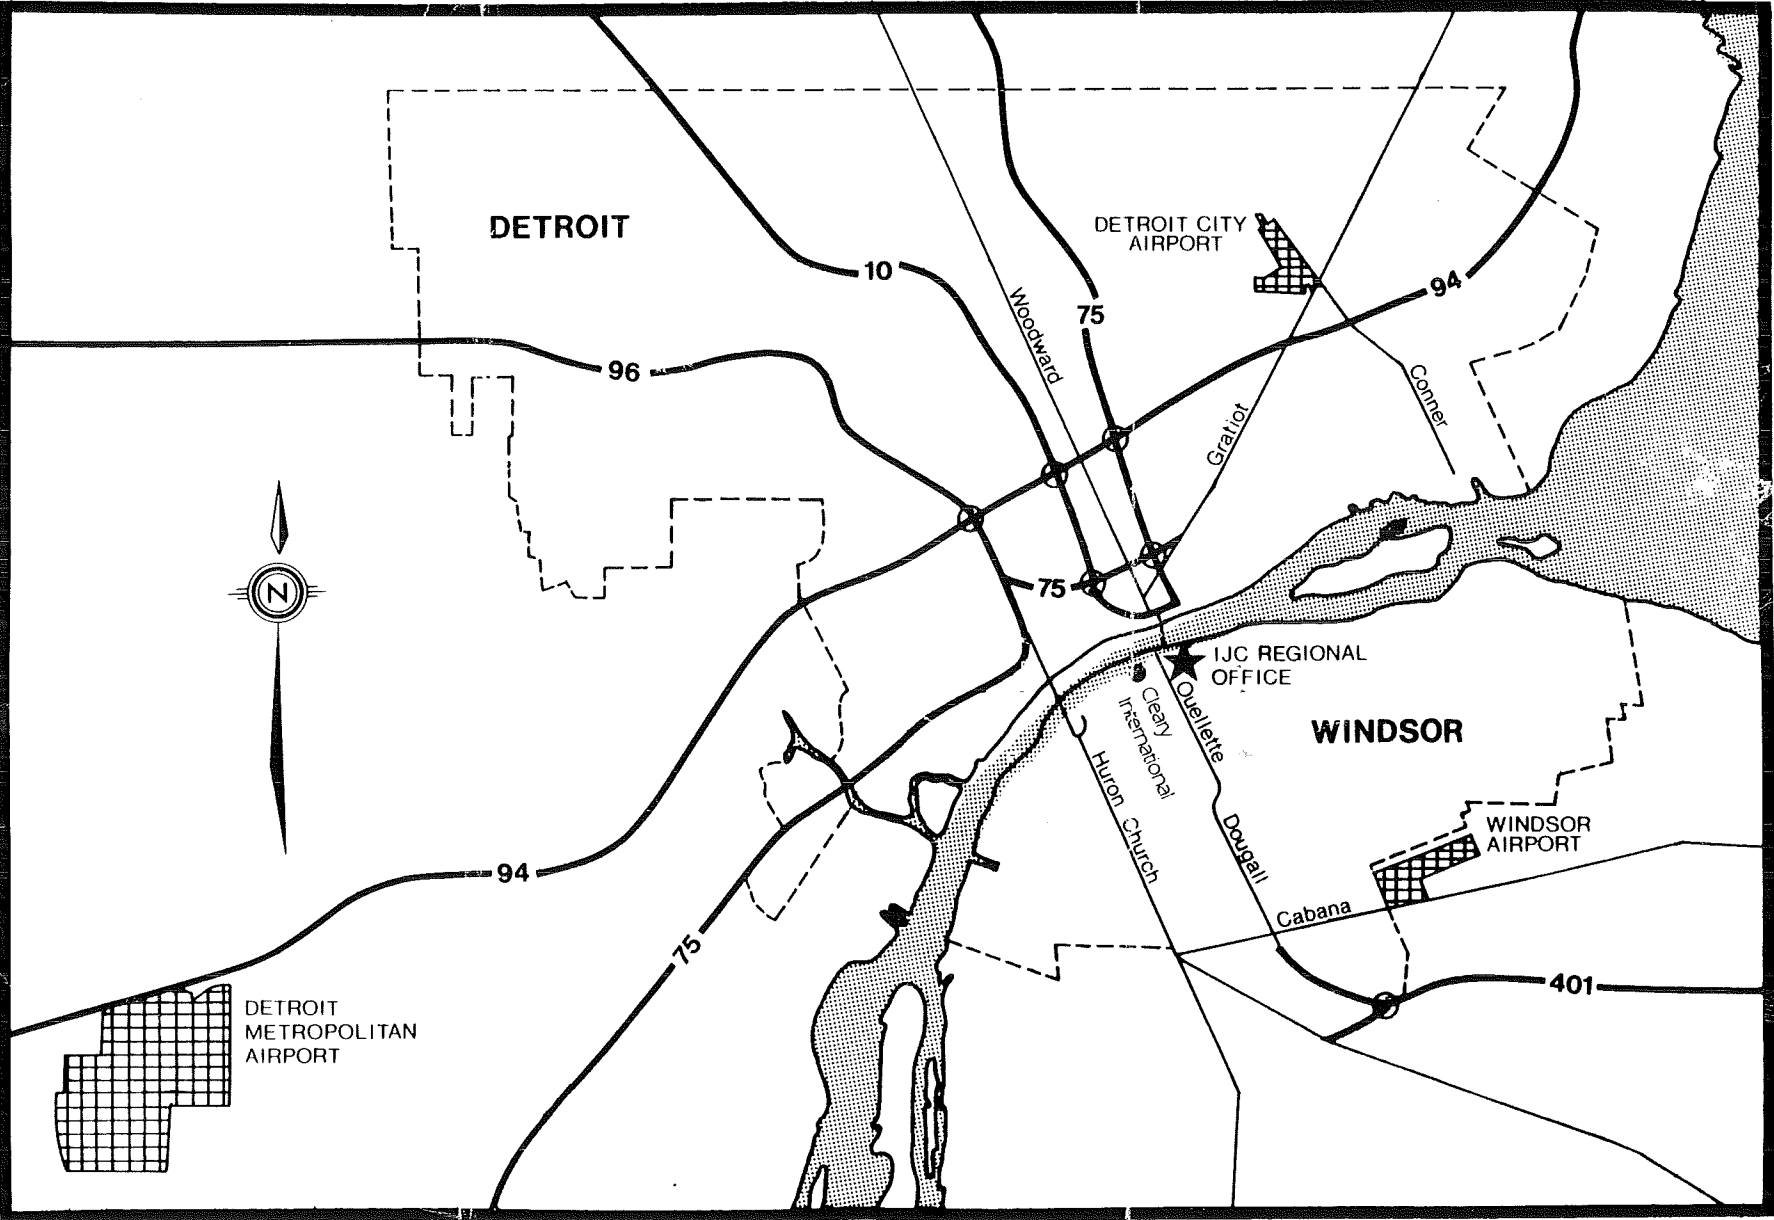 DETROIT
DETROIT CITY
AIRPORT
10
94
Woodward
75
96
Conner
Gratiot
N
75
IJC REGIONAL
OFFICE
Cleary
International
Ouellette
WINDSOR
Huron Church
WINDSOR
AIRPORT
Dougall
94
Cabana
75
401
DETROIT
METROPOLITAN
AIRPORT